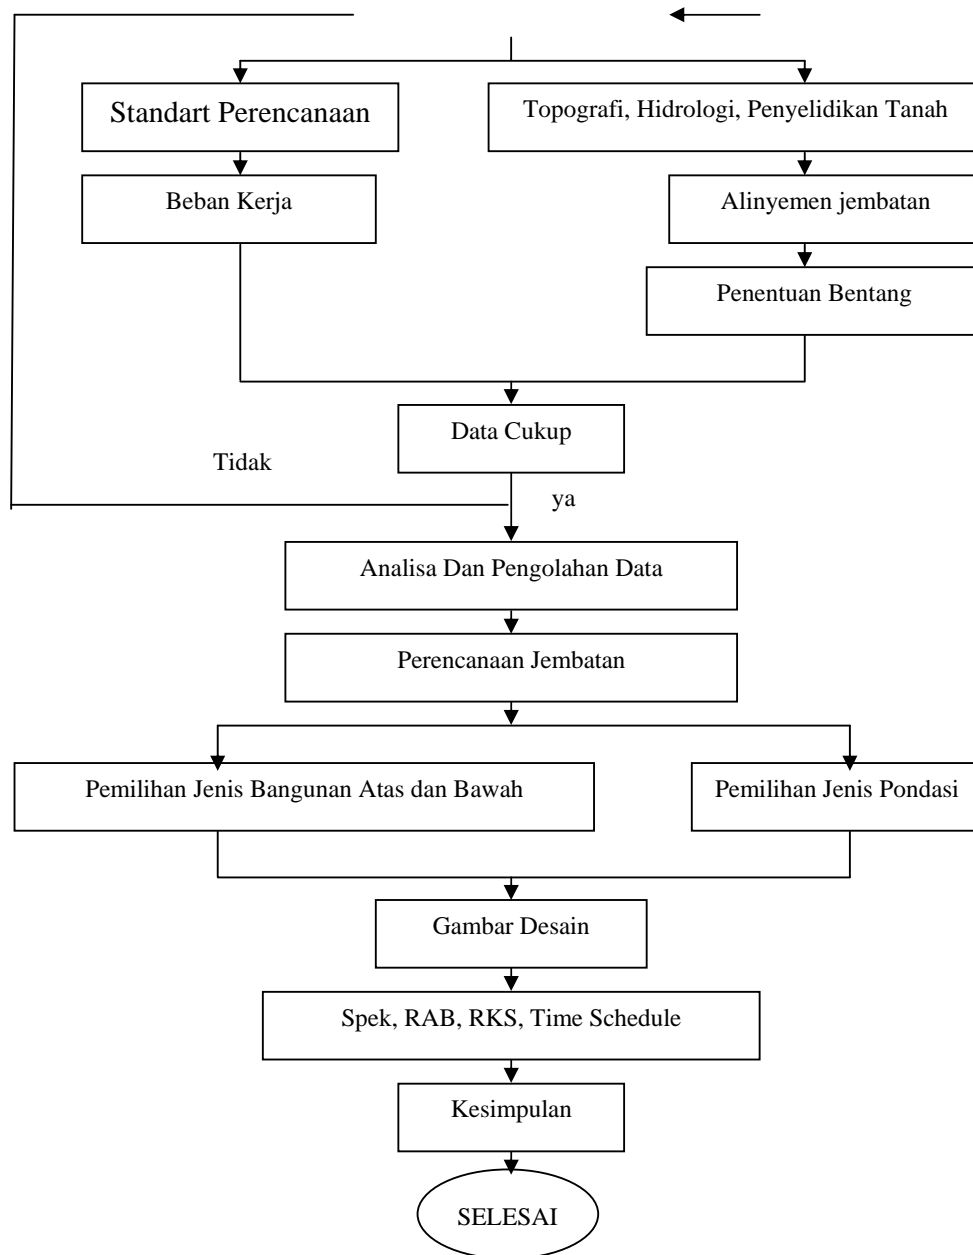 Standart Perencanaan
Topografi, Hidrologi, Penyelidikan Tanah
Beban Kerja
Alinyemen jembatan
Penentuan Bentang
Data Cukup
Tidak
ya
Analisa Dan Pengolahan Data
Perencanaan Jembatan
Pemilihan Jenis Bangunan Atas dan Bawah
Pemilihan Jenis Pondasi
Gambar Desain
Spek, RAB, RKS, Time Schedule
Kesimpulan
SELESAI